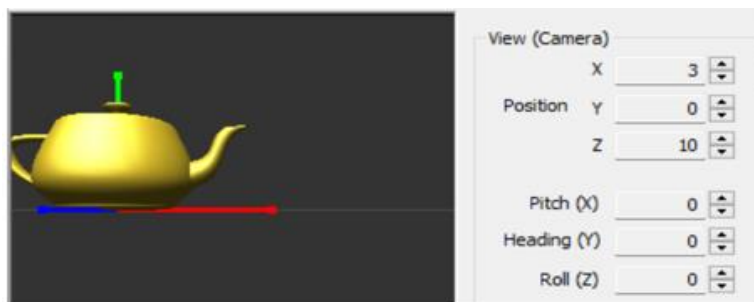 View (Camera)
X 3
Position Y 0
Z 10
Pitch (X) 0
Heading (Y) 0
Roll (Z) 0